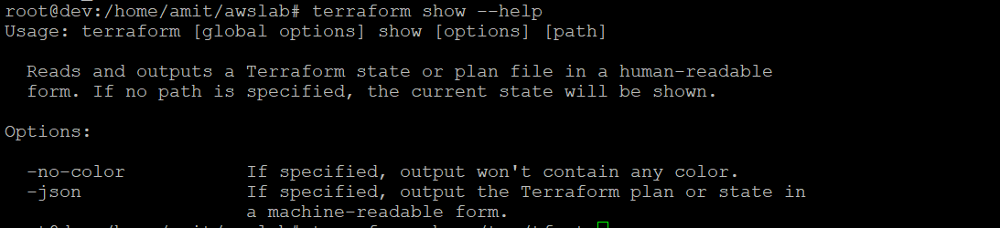 root@dev:/home/amit/awslab# terraform show --help
Usage: terraform [global options] show [options] [path]
Reads and outputs a Terraform state or plan file in a human-readable
form. If no path is specified, the current state will be shown.
Options:
-no-color If specified, output won't contain any color.
-json If specified, output the Terraform plan or state in
a machine-readable form.